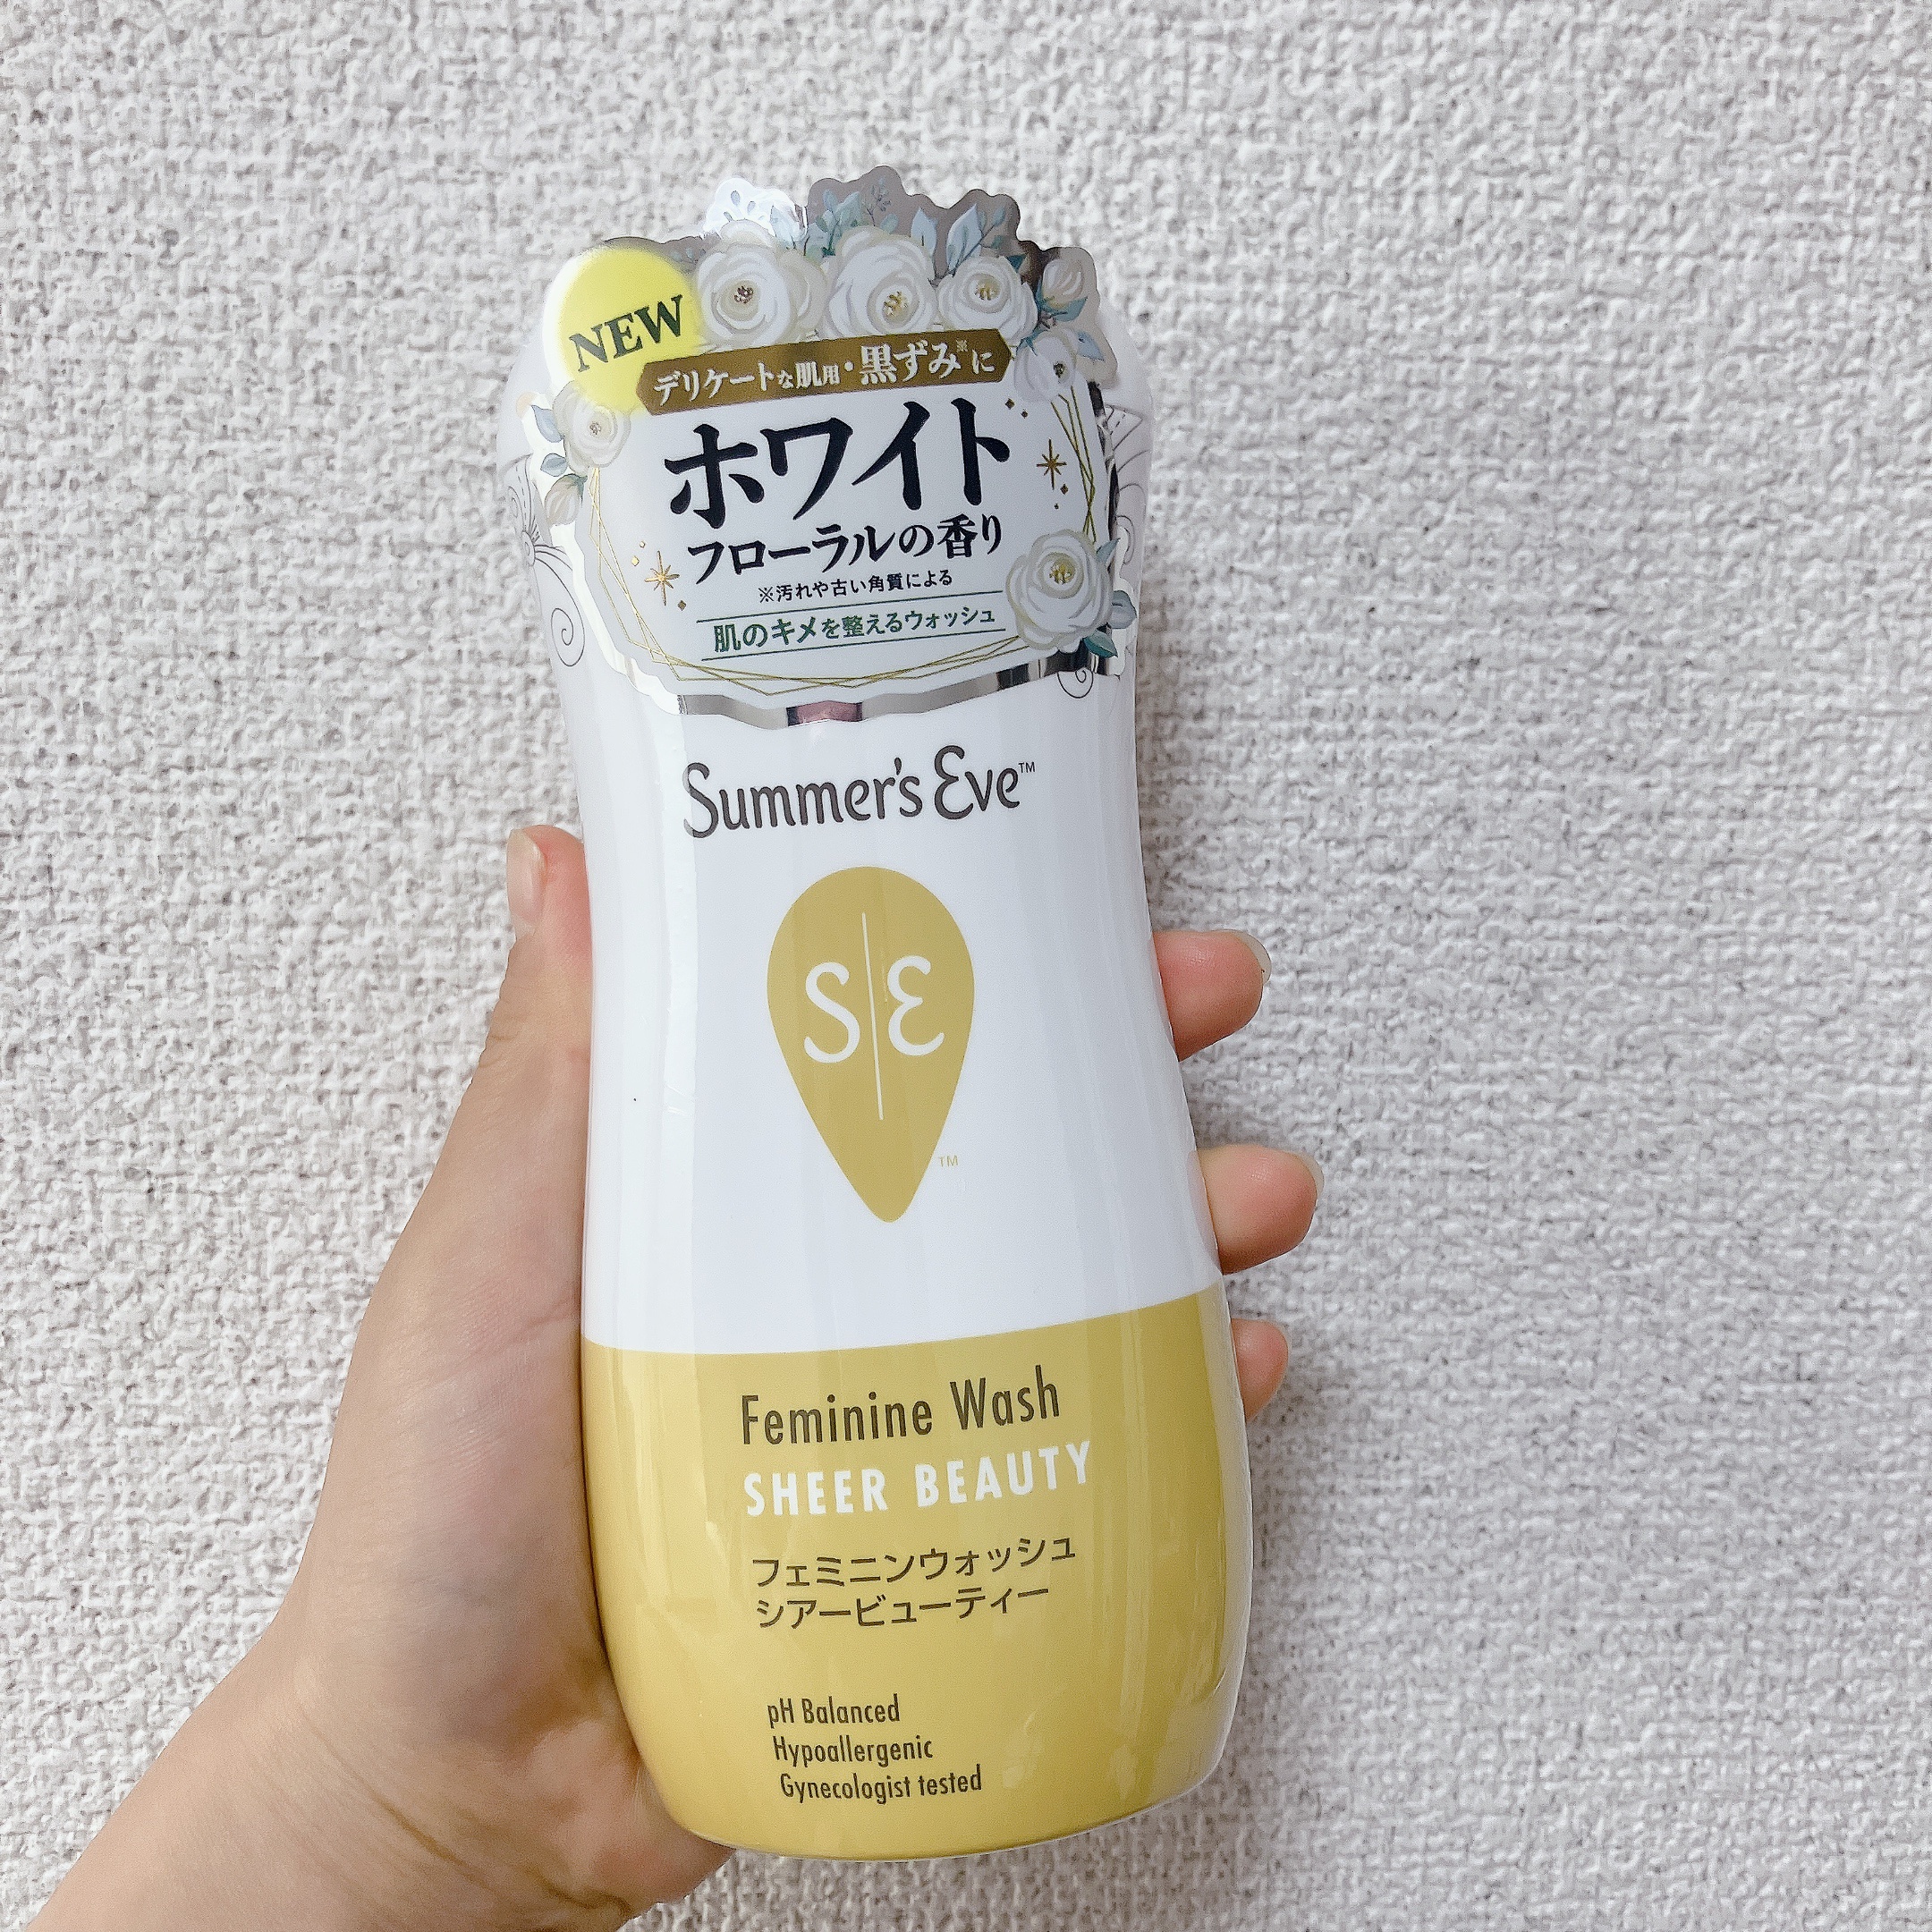 NEW
デリケートな肌用・黒ずみ※に
ホワイト
フローラルの香り
※汚れや古い角質による
肌のキメを整えるウォッシュ
Summer's Eve™
S|E
™
Feminine Wash
SHEER BEAUTY
フェミニンウォッシュ
シアービューティー
pH Balanced
Hypoallergenic
Gynecologist tested